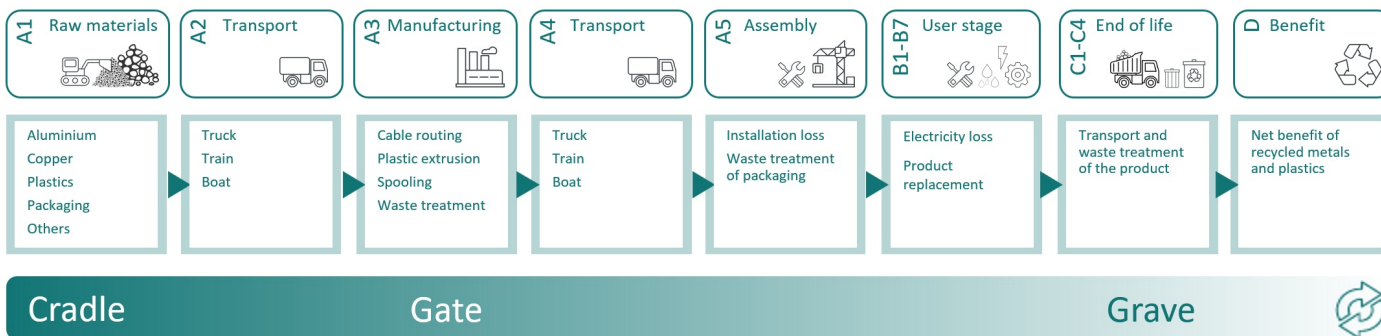 A1 Raw materials
A2 Transport
A3 Manufacturing
A4 Transport
A5 Assembly
B1-B7 User stage
C1-C4 End of life
D Benefit
Aluminium
Copper
Plastics
Packaging
Others
Truck
Train
Boat
Cable routing
Plastic extrusion
Spooling
Waste treatment
Truck
Train
Boat
Installation loss
Waste treatment
of packaging
Electricity loss
Product
replacement
Transport and
waste treatment
of the product
Net benefit of
recycled metals
and plastics
Cradle
Gate
Grave